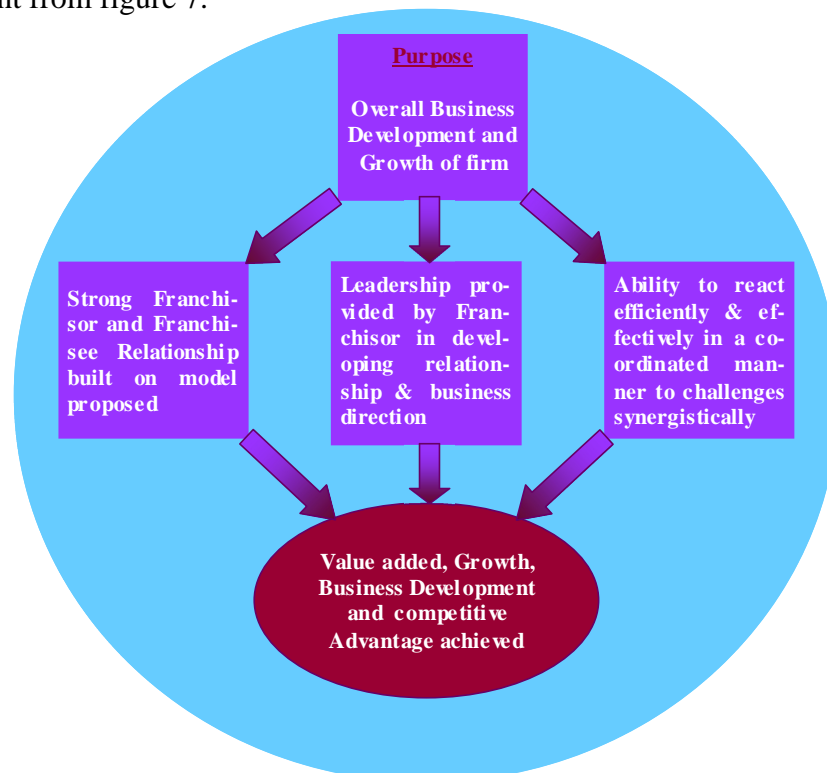 nt from figure 7.
Purpose
Overall Business
Development and
Growth of firm
Strong Franchi-
sor and Franchi-
see Relationship
built on model
proposed
Leadership pro-
vided by Fran-
chisor in devel-
oping relation-
ship & business
direction
Ability to react
efficiently & ef-
fectively in a co-
ordinated man-
ner to challenges
synergistically
Value added, Growth,
Business Development
and competitive
Advantage achieved